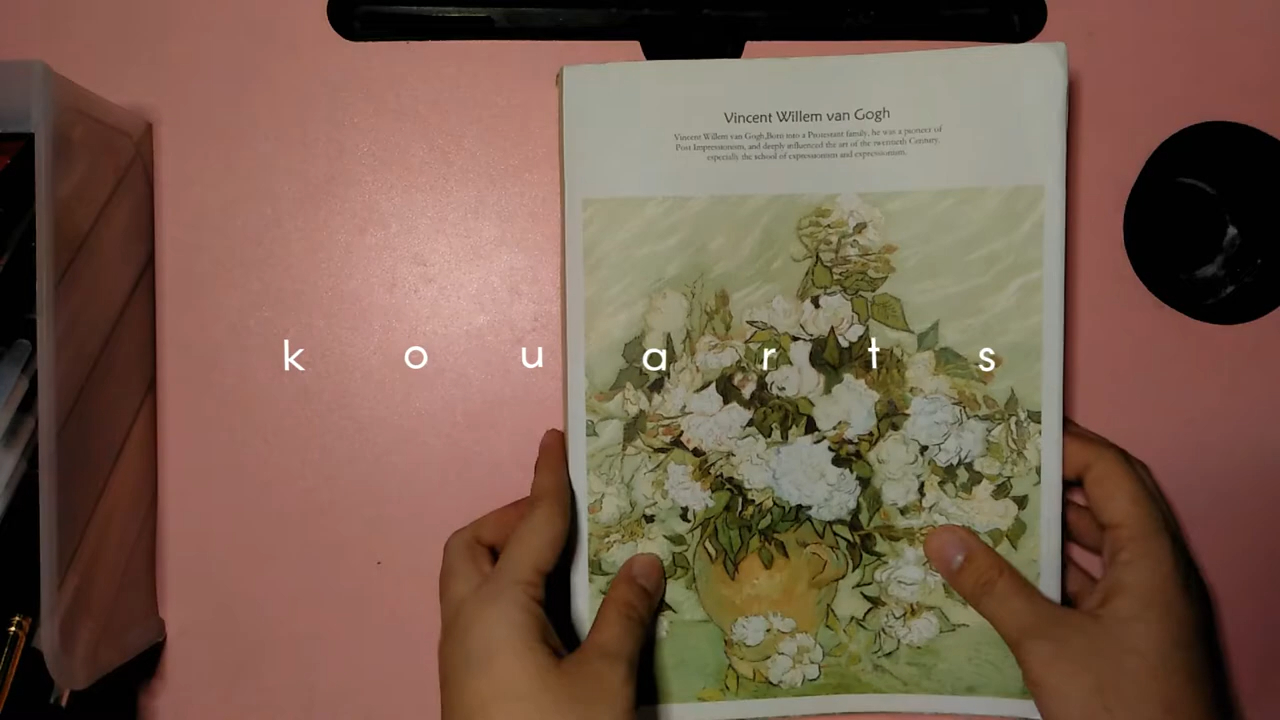 Vincent Willem van Gogh
Vincent Willem van Gogh,Born into a Protestant family, he was a pioneer of
Post Impressionism, and deeply influenced the art of the twentieth Century,
especially the school of expressionism and expressionism.
k o u a r t s